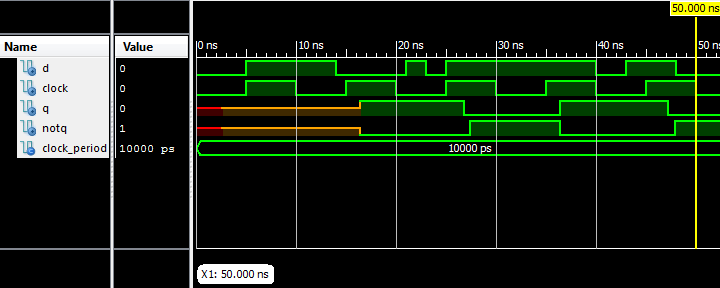 50.000 ns
Name Value 0 ns 10 ns 20 ns 30 ns 40 ns 50 n
d 0
clock 0
q 0
notq 1
clock_period 10000 ps 10000 ps
X1: 50.000 ns